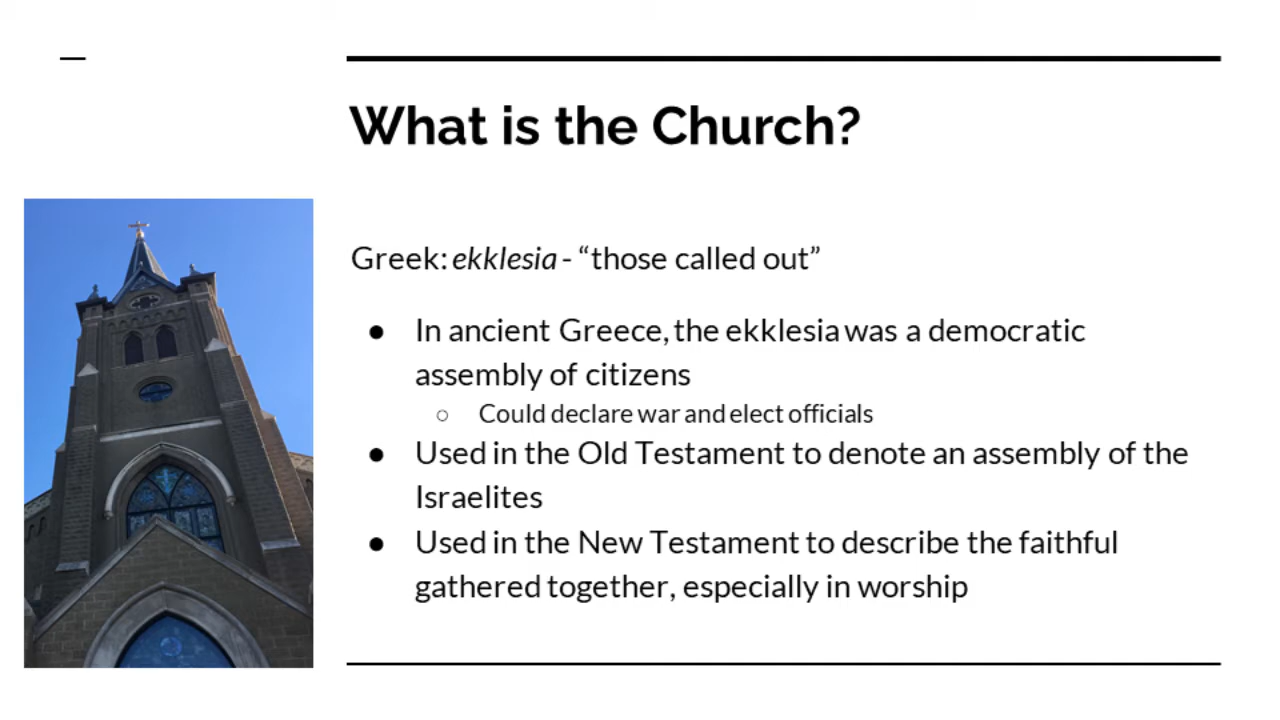 What is the Church?
Greek: ekklesia - “those called out”
● In ancient Greece, the ekklesia was a democratic
assembly of citizens
○ Could declare war and elect officials
● Used in the Old Testament to denote an assembly of the
Israelites
● Used in the New Testament to describe the faithful
gathered together, especially in worship